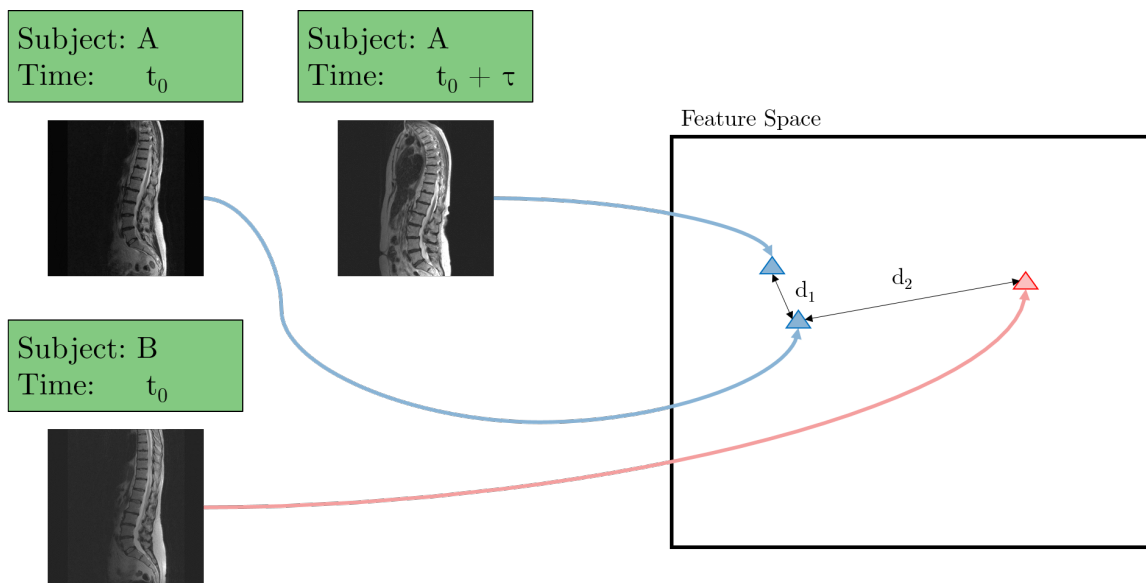 Subject: A
Time: t₀
Subject: A
Time: t₀ + τ
Feature Space
d₁
d₂
Subject: B
Time: t₀